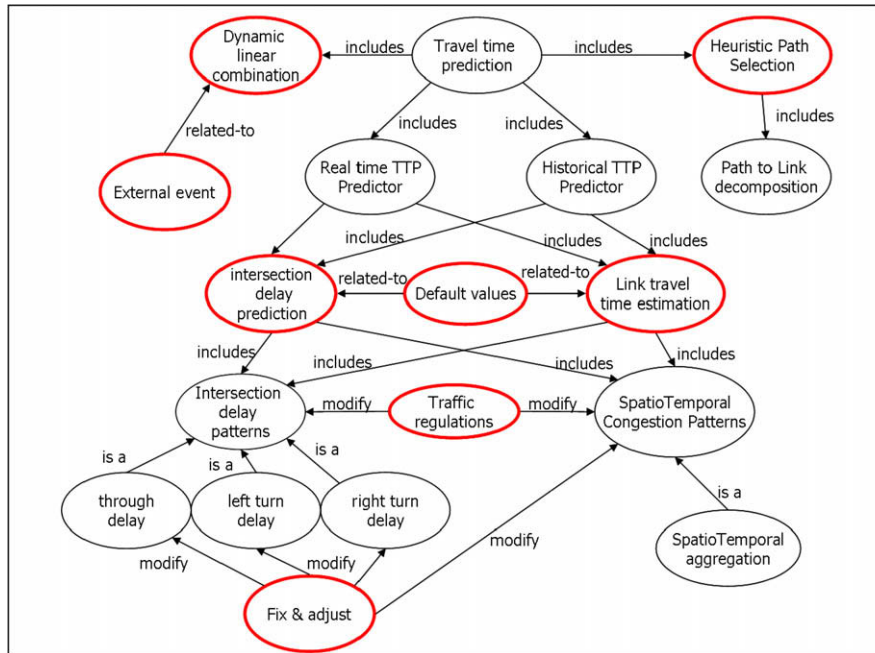 Dynamic
linear
combination
includes
Travel time
prediction
includes
Heuristic Path
Selection
related-to
includes
includes
includes
External event
Real time TTP
Predictor
Historical TTP
Predictor
Path to Link
decomposition
includes
includes
includes
intersection
delay
prediction
related-to
Default values
related-to
Link travel
time estimation
includes
includes
includes
includes
Intersection
delay
patterns
modify
Traffic
regulations
modify
SpatioTemporal
Congestion Patterns
is a
is a
is a
is a
through
delay
left turn
delay
right turn
delay
SpatioTemporal
aggregation
modify
modify
modify
Fix & adjust